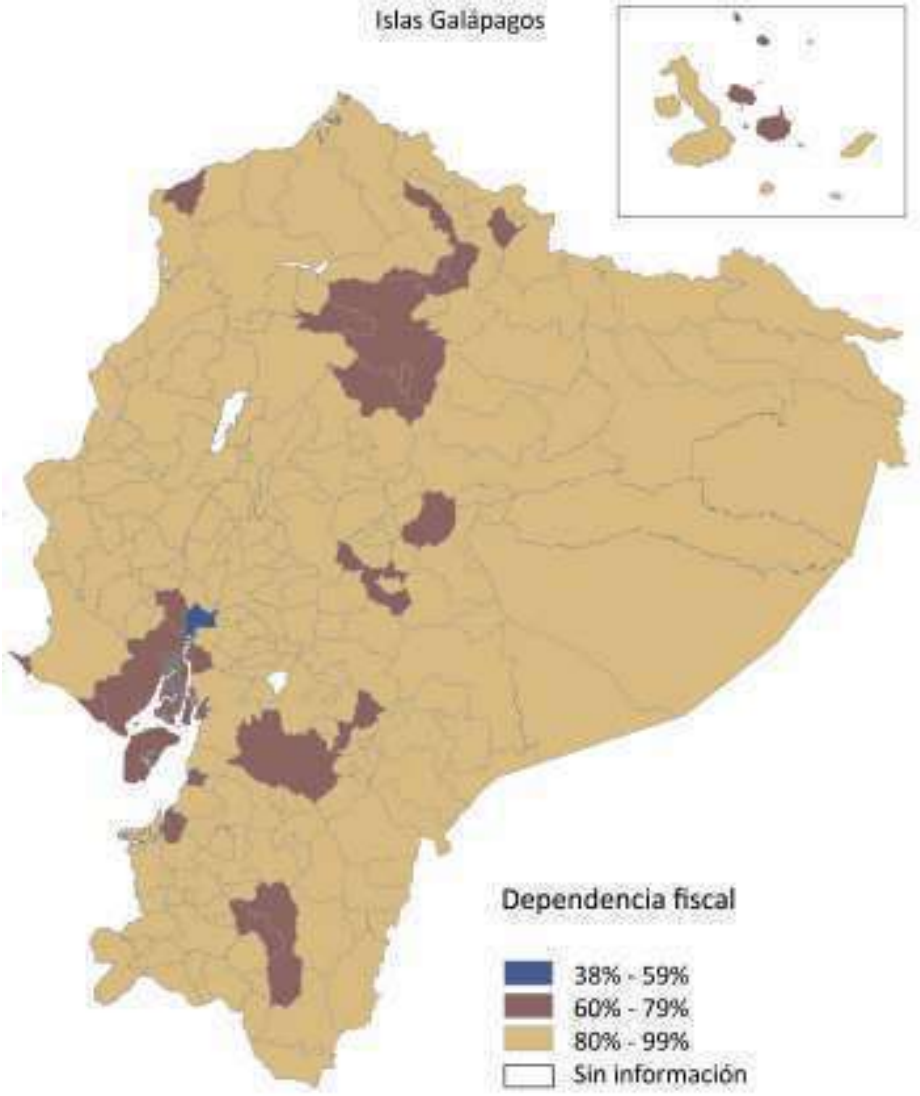 Islas Galápagos
Dependencia fiscal
38% - 59%
60% - 79%
80% - 99%
Sin información